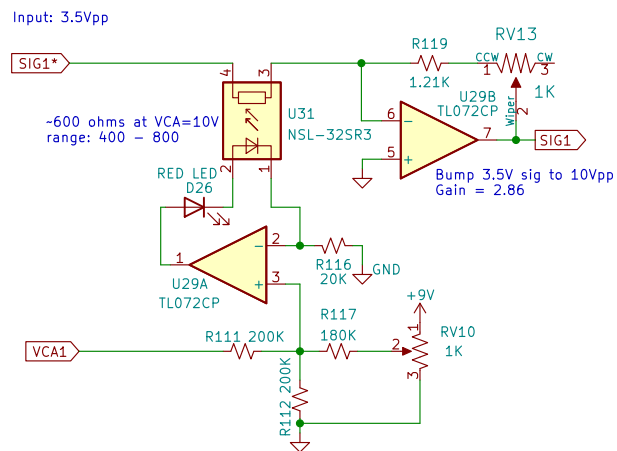 Input: 3.5Vpp
SIG1*
4
3
R119
1.21K
CCW
CW
1
3
RV13
1K
Wiper
2
~600 ohms at VCA=10V
range: 400 - 800
U31
NSL-32SR3
U29B
TL072CP
6
5
7
SIG1
Bump 3.5V sig to 10Vpp
Gain = 2.86
RED LED
D26
2
1
1
2
3
U29A
TL072CP
R116
20K
GND
+9V
R117
180K
RV10
1K
1
2
3
VCA1
R111 200K
R112 200K